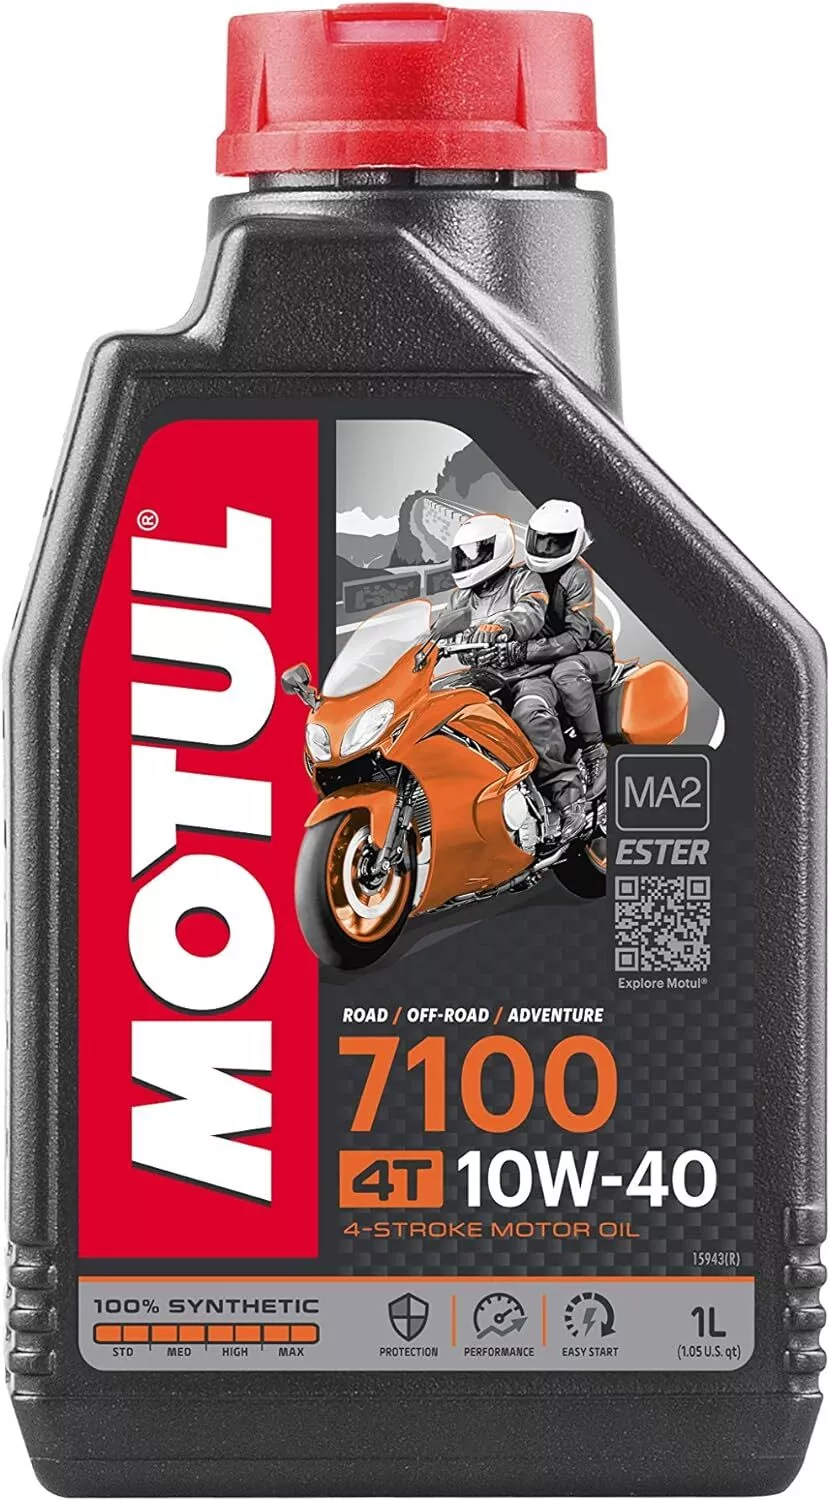 MOTUL®
MA2
ESTER
Explore Motul®
ROAD / OFF-ROAD / ADVENTURE
7100
4T 10W-40
4-STROKE MOTOR OIL
15943(R)
100% SYNTHETIC
STD MED HIGH MAX
PROTECTION PERFORMANCE EASY START
1L
(1.05 U.S. qt)